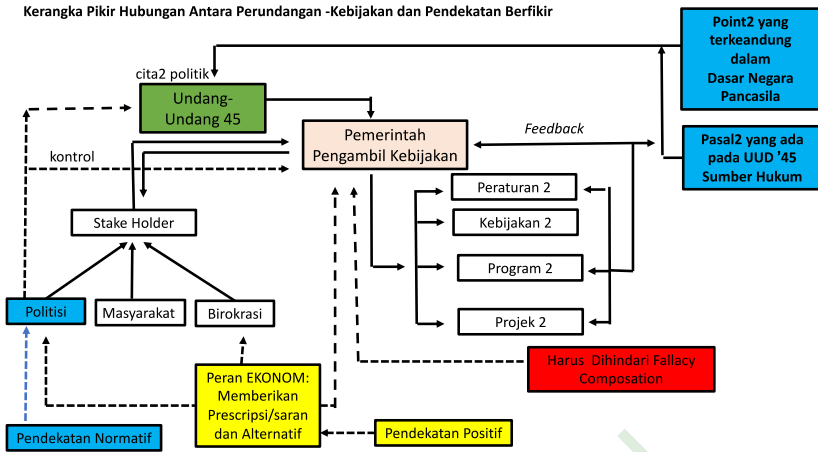 Kerangka Pikir Hubungan Antara Perundangan -Kebijakan dan Pendekatan Berfikir
Point2 yang
terkeandung
dalam
Dasar Negara
Pancasila
cita2 politik
Undang-
Undang 45
Pemerintah
Pengambil Kebijakan
Feedback
Pasal2 yang ada
pada UUD '45
Sumber Hukum
kontrol
Peraturan 2
Stake Holder
Kebijakan 2
Program 2
Politisi
Masyarakat
Birokrasi
Projek 2
Harus Dihindari Fallacy
Composation
Peran EKONOM:
Memberikan
Prescripsi/saran
dan Alternatif
Pendekatan Normatif
Pendekatan Positif